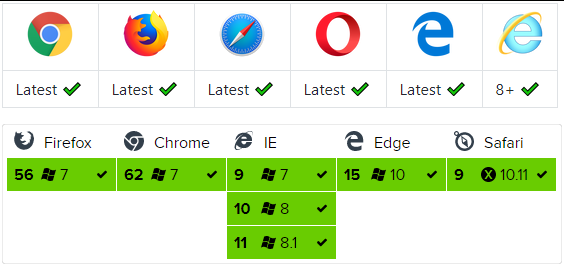 Latest Latest Latest Latest Latest 8+
Firefox Chrome IE Edge Safari
56 7 62 7 9 7 15 10 9 X 10.11
10 8
11 8.1